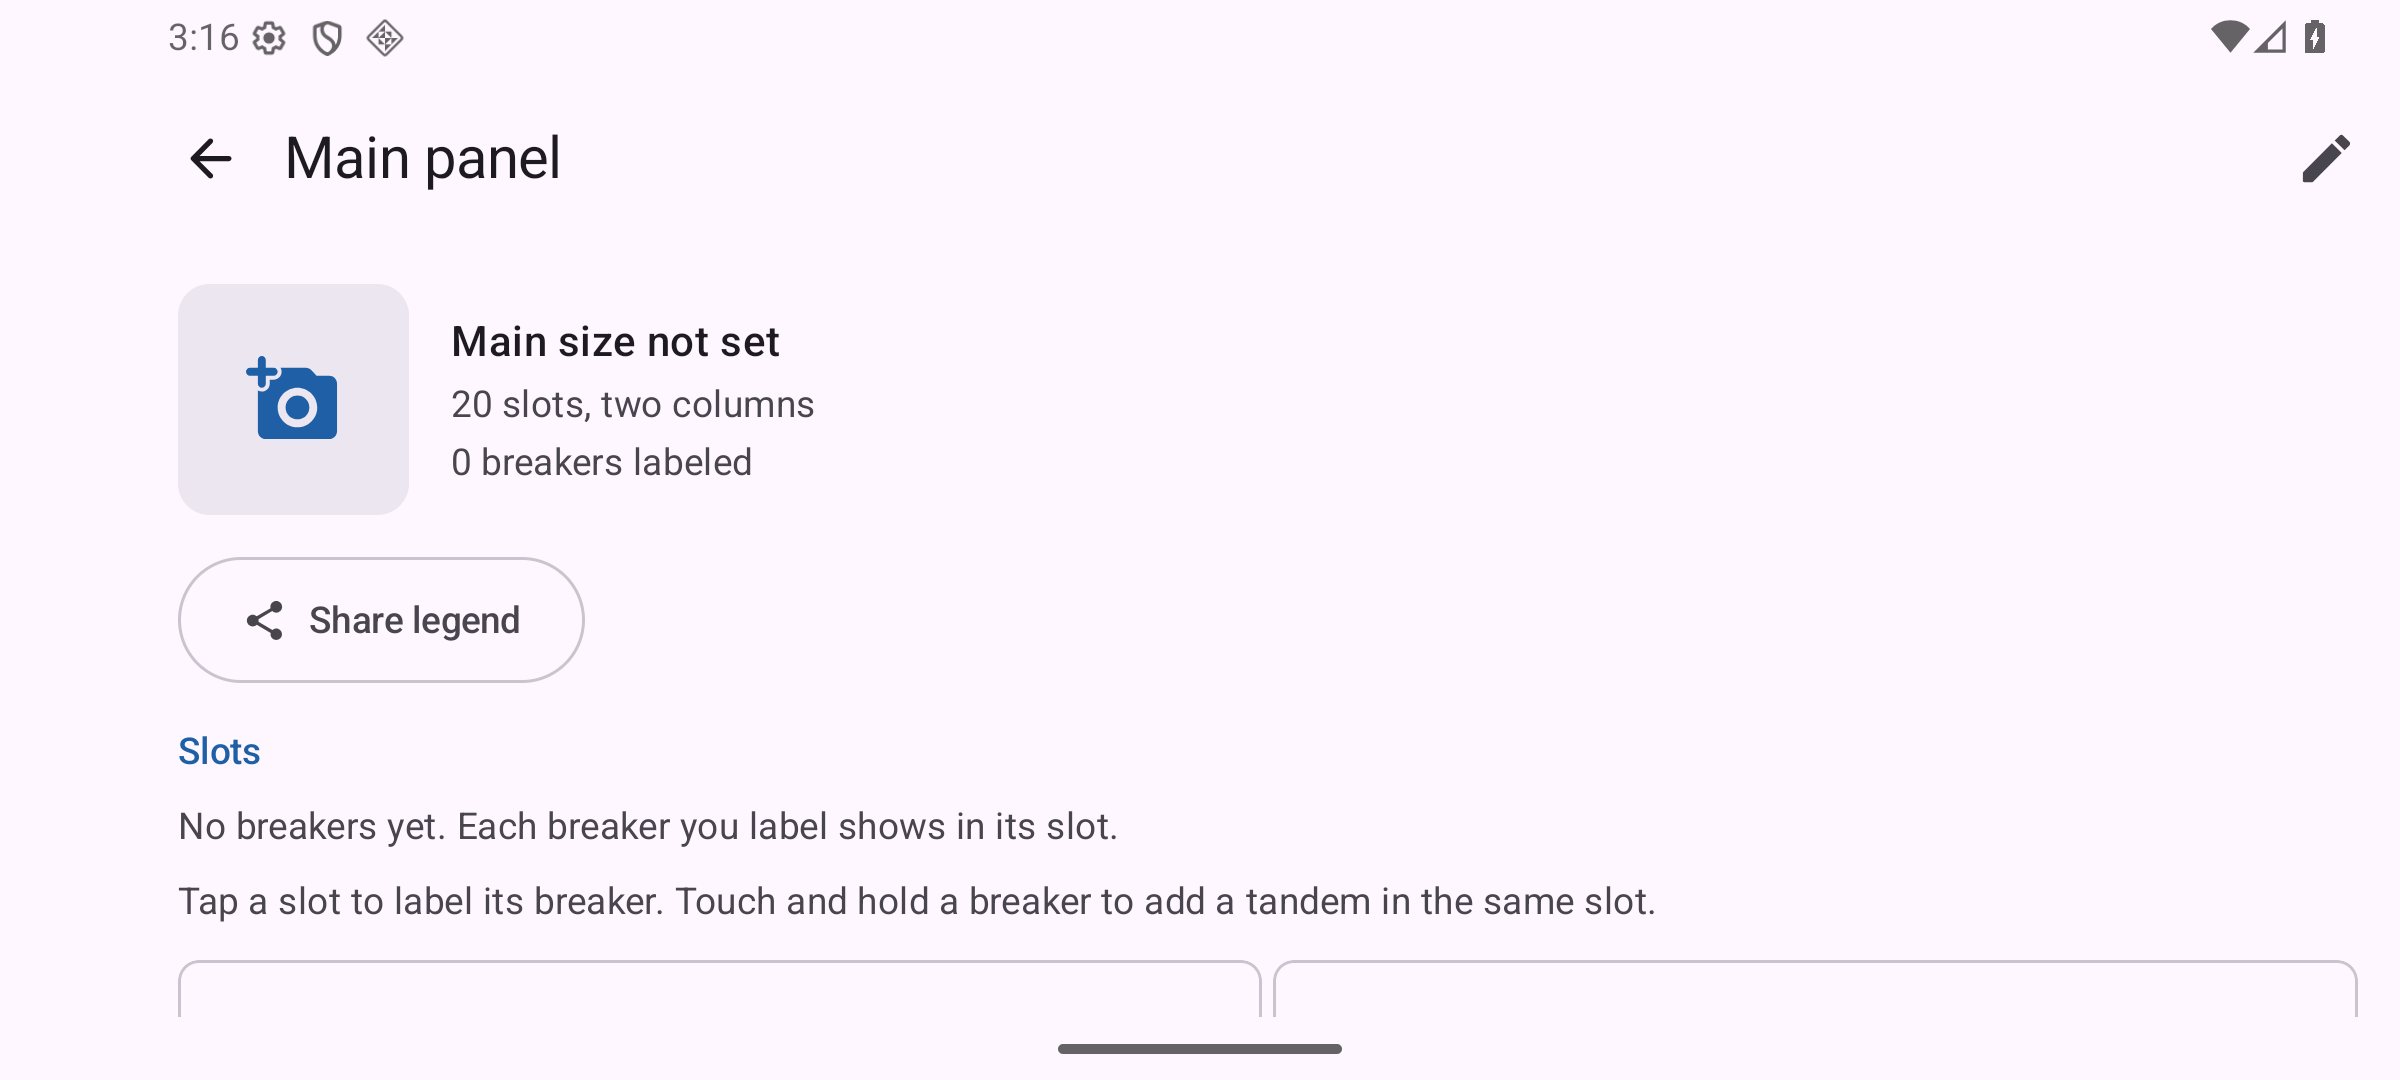 3:16
Main panel
Main size not set
20 slots, two columns
0 breakers labeled
Share legend
Slots
No breakers yet. Each breaker you label shows in its slot.
Tap a slot to label its breaker. Touch and hold a breaker to add a tandem in the same slot.